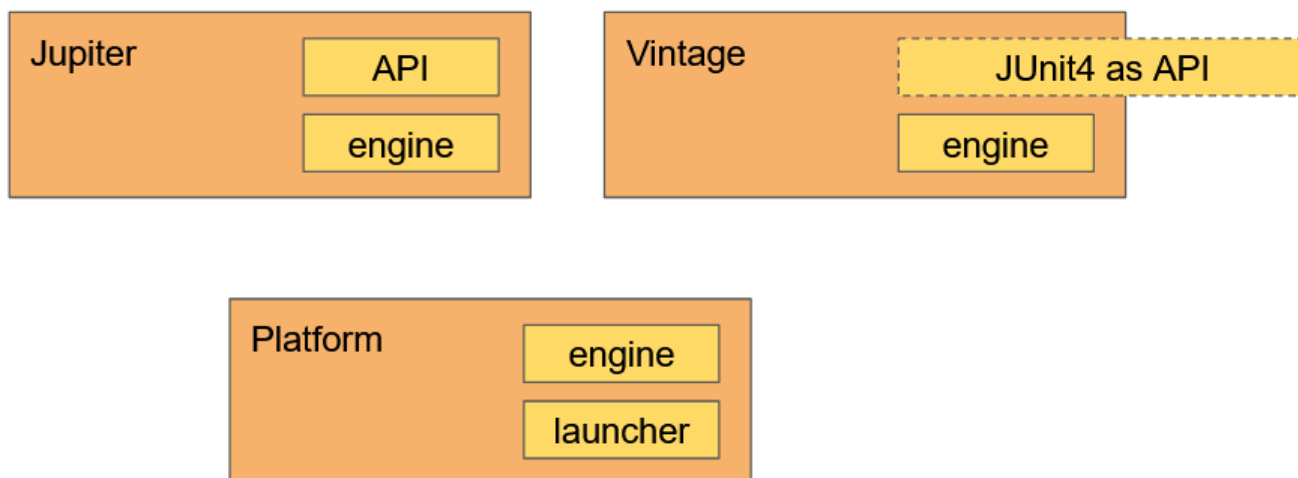 Jupiter
API
engine
Vintage
JUnit4 as API
engine
Platform
engine
launcher